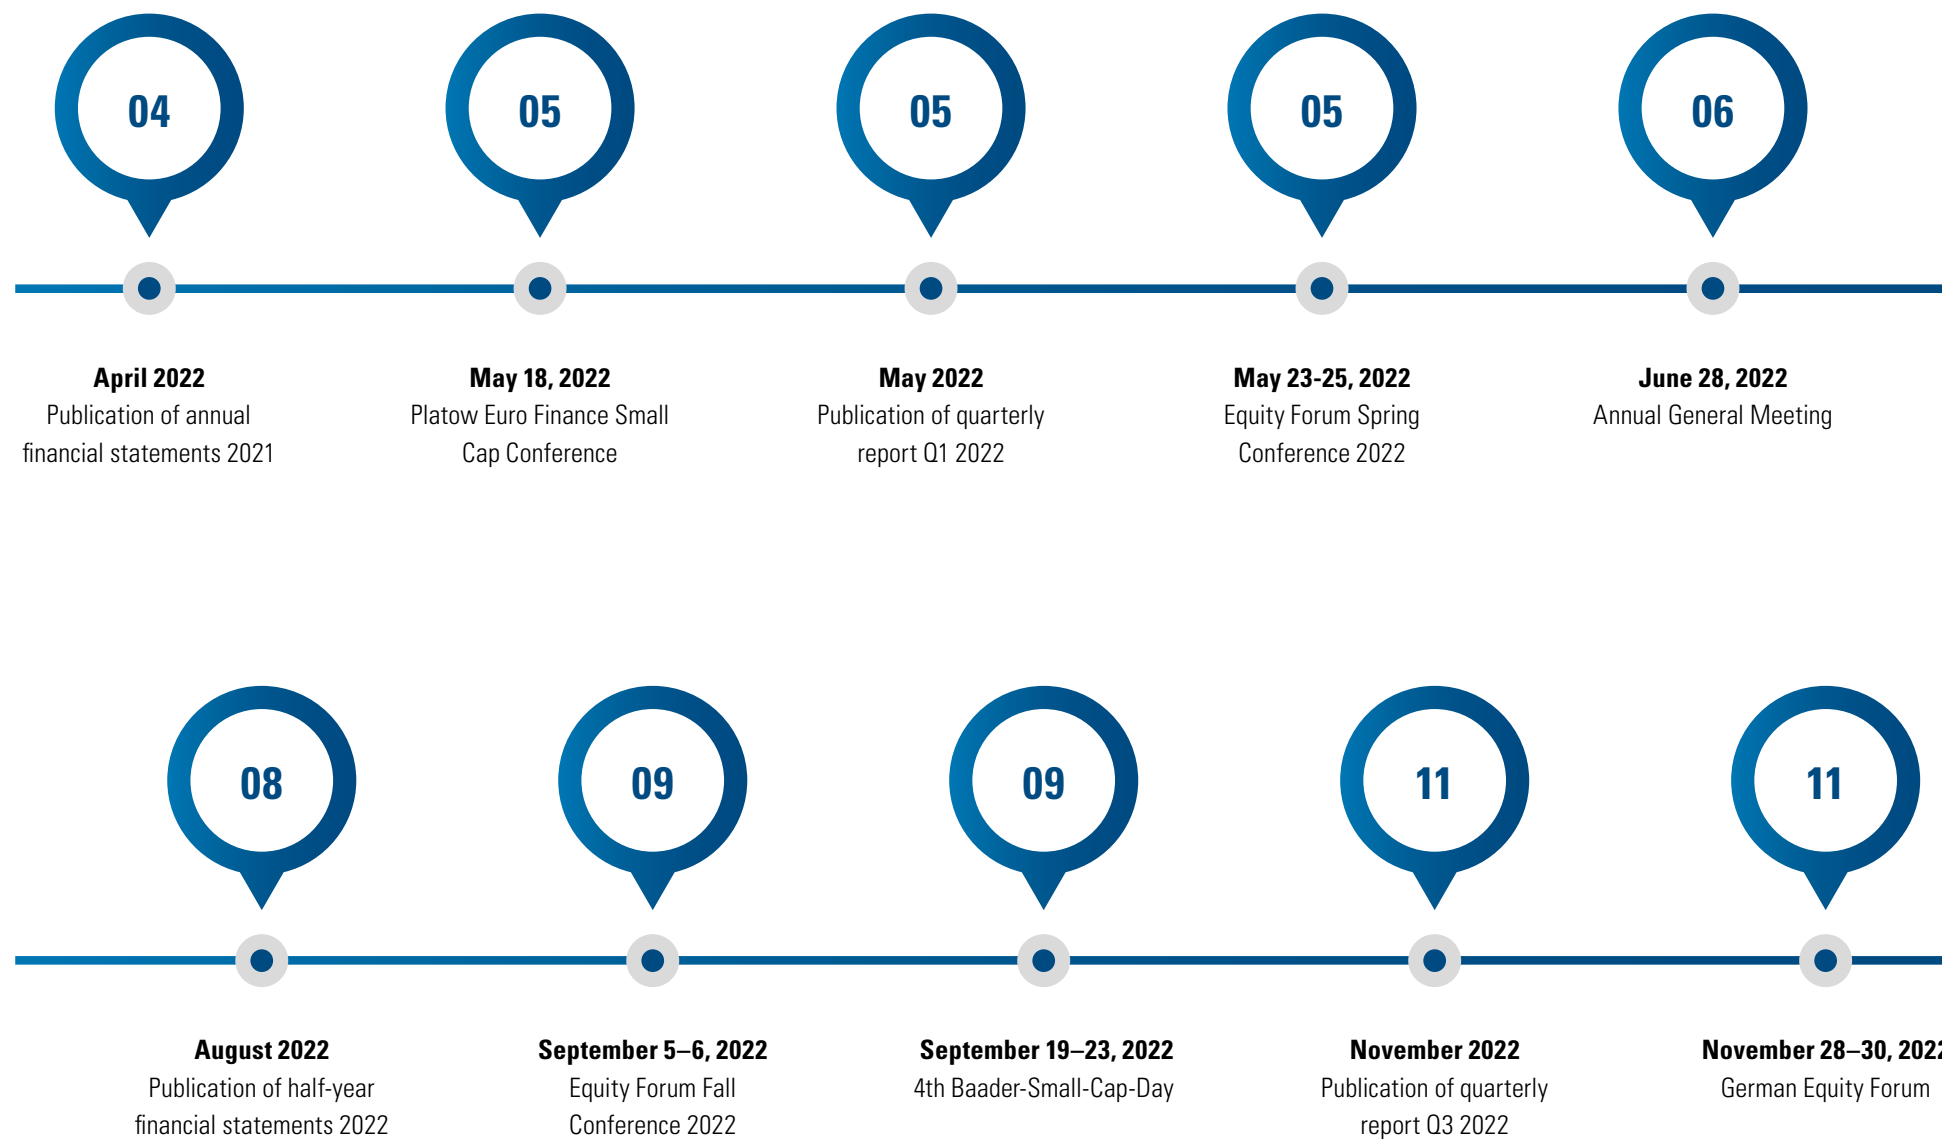 04
05
05
05
06
April 2022
Publication of annual
financial statements 2021
May 18, 2022
Platow Euro Finance Small
Cap Conference
May 2022
Publication of quarterly
report Q1 2022
May 23-25, 2022
Equity Forum Spring
Conference 2022
June 28, 2022
Annual General Meeting
08
09
09
11
11
August 2022
Publication of half-year
financial statements 2022
September 5–6, 2022
Equity Forum Fall
Conference 2022
September 19–23, 2022
4th Baader-Small-Cap-Day
November 2022
Publication of quarterly
report Q3 2022
November 28–30, 2022
German Equity Forum